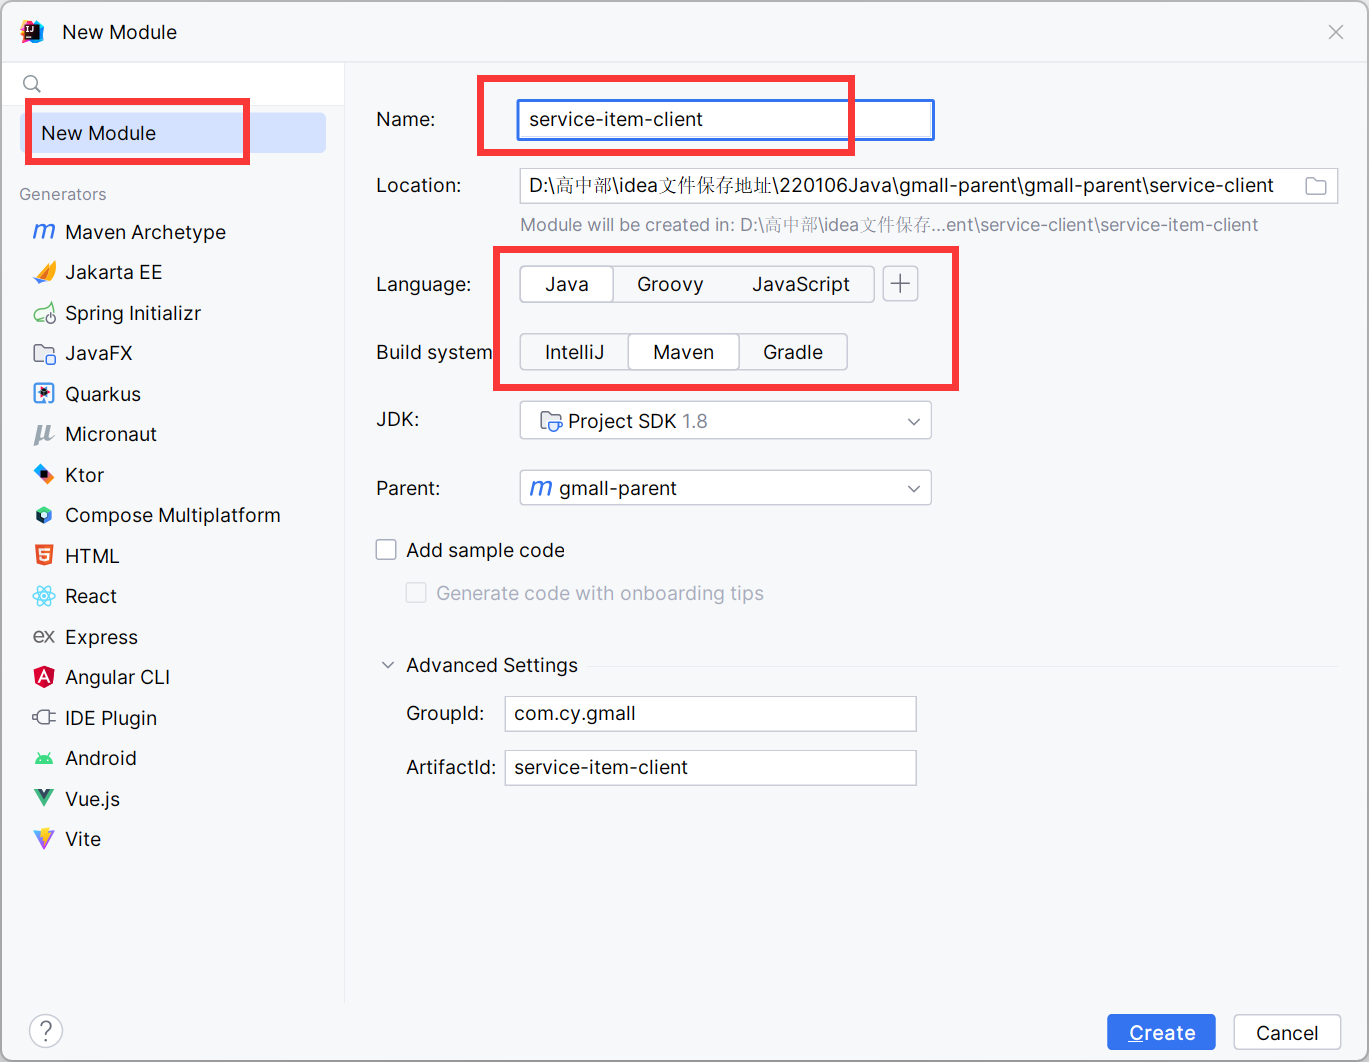 New Module
New Module
Generators
Maven Archetype
Jakarta EE
Spring Initializr
JavaFX
Quarkus
Micronaut
Ktor
Compose Multiplatform
HTML
React
Express
Angular CLI
IDE Plugin
Android
Vue.js
Vite
Name: service-item-client
Location: D:\高中部\idea文件保存地址\220106Java\gmall-parent\gmall-parent\service-client
Module will be created in: D:\高中部\idea文件保存...ent\service-client\service-item-client
Language: Java Groovy JavaScript +
Build system IntelliJ Maven Gradle
JDK: Project SDK 1.8
Parent: m gmall-parent
Add sample code
Generate code with onboarding tips
Advanced Settings
GroupId: com.cy.gmall
ArtifactId: service-item-client
? Create Cancel